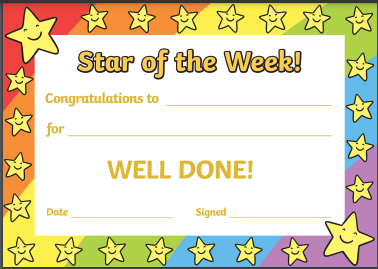 Star of the Week!
Congratulations to
for
WELL DONE!
Date Signed